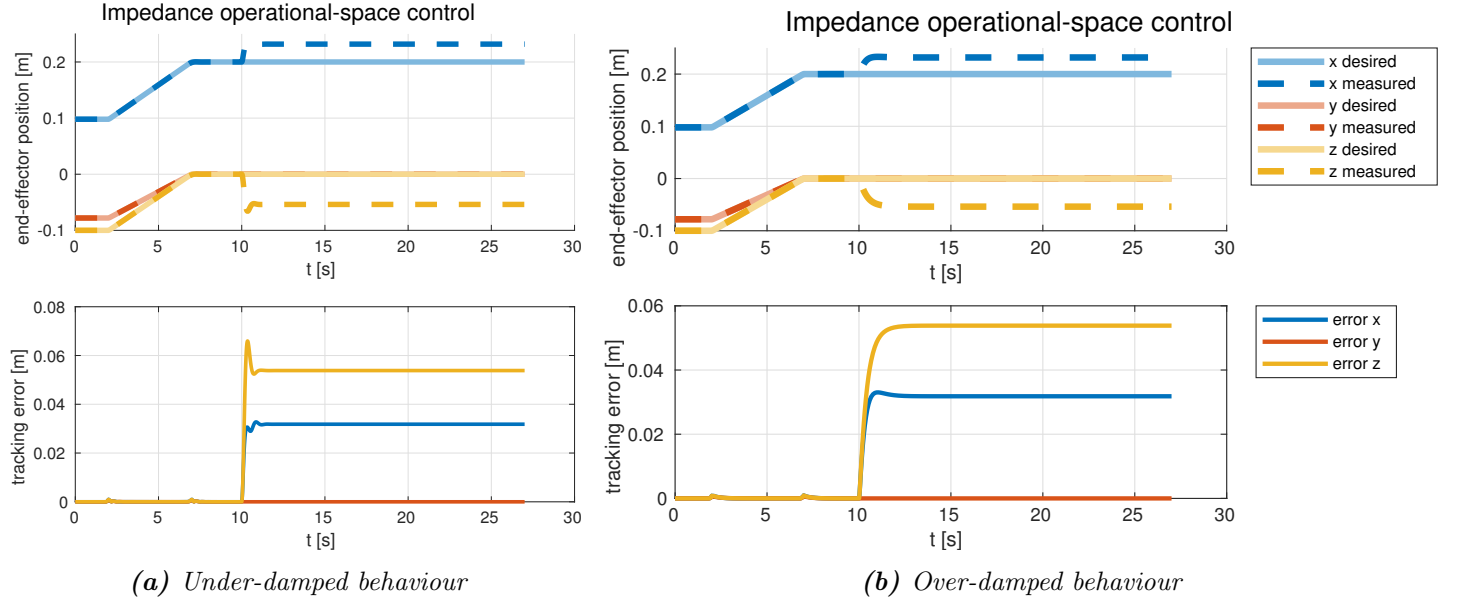 Impedance operational-space control
end-effector position [m]
0.2
0.1
0
-0.1
0 5 10 15 20 25 30
t [s]
tracking error [m]
0.08
0.06
0.04
0.02
0
0 5 10 15 20 25 30
t [s]
(a) Under-damped behaviour
Impedance operational-space control
end-effector position [m]
0.2
0.1
0
-0.1
0 5 10 15 20 25 30
t [s]
x desired
x measured
y desired
y measured
z desired
z measured
tracking error [m]
0.06
0.04
0.02
0
0 5 10 15 20 25 30
t [s]
error x
error y
error z
(b) Over-damped behaviour